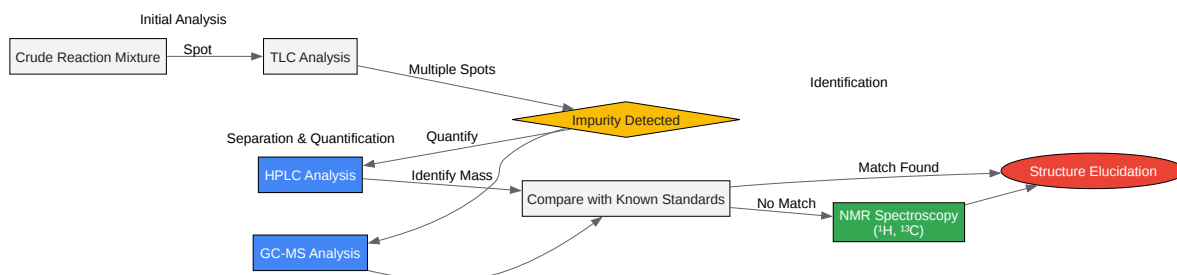 Initial Analysis
Crude Reaction Mixture
Spot
TLC Analysis
Multiple Spots
Identification
Impurity Detected
Separation & Quantification
Quantify
HPLC Analysis
Identify Mass
Compare with Known Standards
Match Found
Structure Elucidation
No Match
NMR Spectroscopy
(¹H, ¹³C)
GC-MS Analysis